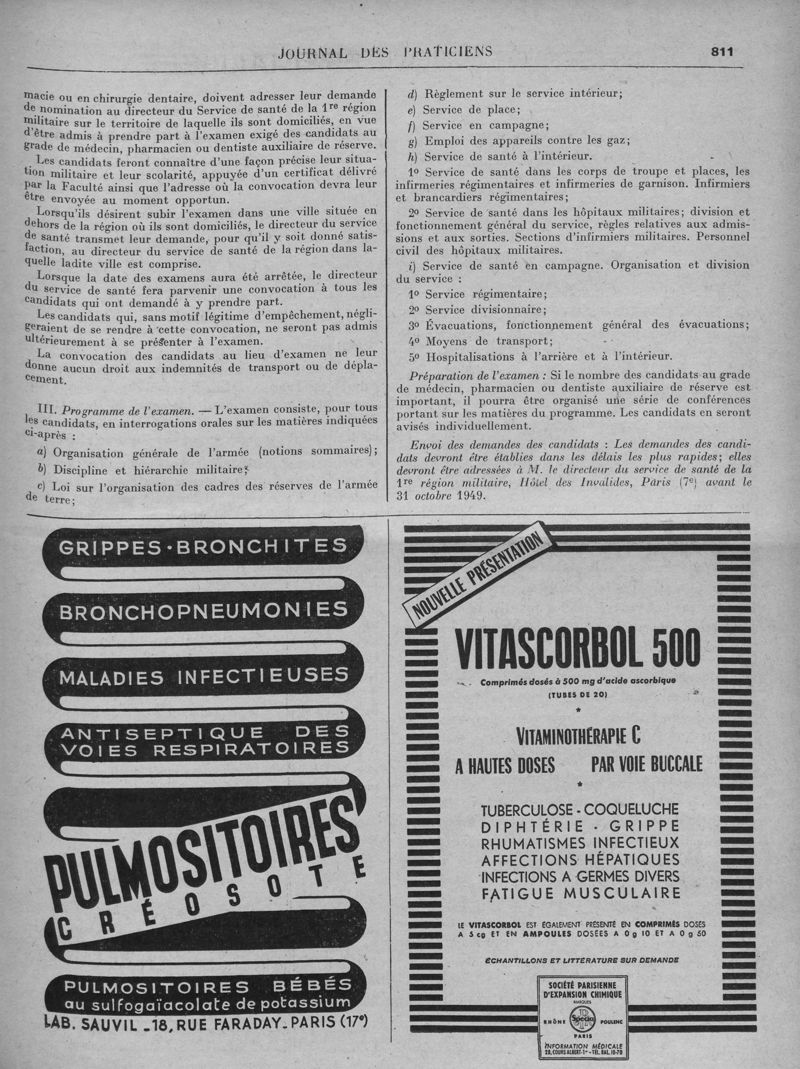 JOURNAL DES PRATICIENS
811
macie ou en chirurgie dentaire, doivent adresser leur demande
de nomination au directeur du Service de santé de la 1re région
militaire sur le territoire de laquelle ils sont domiciliés, en vue
d'être admis à prendre part à l'examen exigé des candidats au
grade de médecin, pharmacien ou dentiste auxiliaire de réserve.
Les candidats feront connaître d'une façon précise leur situa-
tion militaire et leur scolarité, appuyée d'un certificat délivré
par la Faculté ainsi que l'adresse où la convocation devra leur
être envoyée au moment opportun.
Lorsqu'ils désirent subir l'examen dans une ville située en
dehors de la région où ils sont domiciliés, le directeur du service
de santé transmet leur demande, pour qu'il y soit donné satis-
faction, au directeur du service de santé de la région dans la-
quelle ladite ville est comprise.
Lorsque la date des examens aura été arrêtée, le directeur
du service de santé fera parvenir une convocation à tous les
candidats qui ont demandé à y prendre part.
Les candidats qui, sans motif légitime d'empêchement, négli-
geraient de se rendre à cette convocation, ne seront pas admis
ultérieurement à se présenter à l'examen.
La convocation des candidats au lieu d'examen ne leur
donne aucun droit aux indemnités de transport ou de dépla-
cement.
III. Programme de l'examen. — L'examen consiste, pour tous
les candidats, en interrogations orales sur les matières indiquées
ci-après :
a) Organisation générale de l'armée (notions sommaires);
b) Discipline et hiérarchie militaire;
c) Loi sur l'organisation des cadres des réserves de l'armée
de terre;
d) Règlement sur le service intérieur;
e) Service de place;
f) Service en campagne;
g) Emploi des appareils contre les gaz;
h) Service de santé à l'intérieur.
1º Service de santé dans les corps de troupe et places, les
infirmeries régimentaires et infirmeries de garnison. Infirmiers
et brancardiers régimentaires;
2º Service de santé dans les hôpitaux militaires; division et
fonctionnement général du service, règles relatives aux admis-
sions et aux sorties. Sections d'infirmiers militaires. Personnel
civil des hôpitaux militaires.
i) Service de santé en campagne. Organisation et division
du service :
1º Service régimentaire;
2º Service divisionnaire;
3º Évacuations, fonctionnement général des évacuations;
4º Moyens de transport;
5º Hospitalisations à l'arrière et à l'intérieur.
Préparation de l'examen : Si le nombre des candidats au grade
de médecin, pharmacien ou dentiste auxiliaire de réserve est
important, il pourra être organisé une série de conférences
portant sur les matières du programme. Les candidats en seront
avisés individuellement.
Envoi des demandes des candidats : Les demandes des candi-
dats devront être établies dans les délais les plus rapides; elles
devront être adressées à M. le directeur du service de santé de la
1re région militaire, Hôtel des Invalides, Paris (7e) avant le
31 octobre 1949.
GRIPPES · BRONCHITES
BRONCHOPNEUMONIES
MALADIES INFECTIEUSES
ANTISEPTIQUE DES
VOIES RESPIRATOIRES
PULMOSITOIRES
CRÉOSOTE
PULMOSITOIRES BÉBÉS
au sulfogaïacolate de potassium
LAB. SAUVIL - 18, RUE FARADAY - PARIS (17e)
NOUVELLE PRÉSENTATION
VITASCORBOL 500
Comprimés dosés à 500 mg d'acide ascorbique
(TUBES DE 20)
VITAMINOTHÉRAPIE C
A HAUTES DOSES PAR VOIE BUCCALE
TUBERCULOSE - COQUELUCHE
DIPHTÉRIE - GRIPPE
RHUMATISMES INFECTIEUX
AFFECTIONS HÉPATIQUES
INFECTIONS A GERMES DIVERS
FATIGUE MUSCULAIRE
LE VITASCORBOL EST ÉGALEMENT PRÉSENTÉ EN COMPRIMÉS DOSÉS
A 5 cg ET EN AMPOULES DOSÉES A 0 g 10 ET A 0 g 50
ÉCHANTILLONS ET LITTÉRATURE SUR DEMANDE
SOCIÉTÉ PARISIENNE
D'EXPANSION CHIMIQUE
MARQUES
RHÔNE Specia POULENC
PARIS
INFORMATION MÉDICALE
28, COURS ALBERT-1er - TÉL. BAL. 10-70